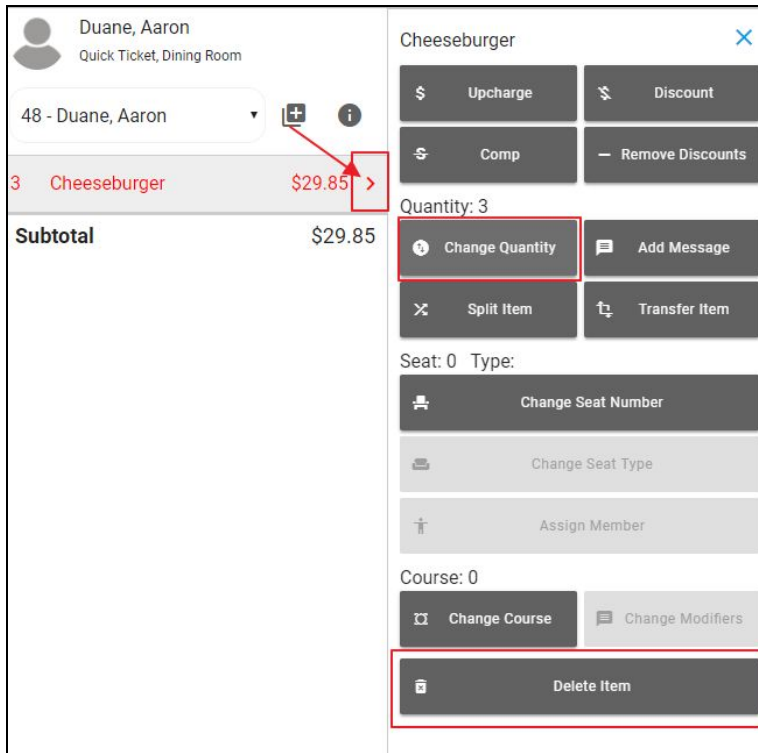 Duane, Aaron
Quick Ticket, Dining Room
48 - Duane, Aaron
3 Cheeseburger $29.85
Subtotal $29.85
Cheeseburger
Upcharge
Discount
Comp
Remove Discounts
Quantity: 3
Change Quantity
Add Message
Split Item
Transfer Item
Seat: 0 Type:
Change Seat Number
Change Seat Type
Assign Member
Course: 0
Change Course
Change Modifiers
Delete Item